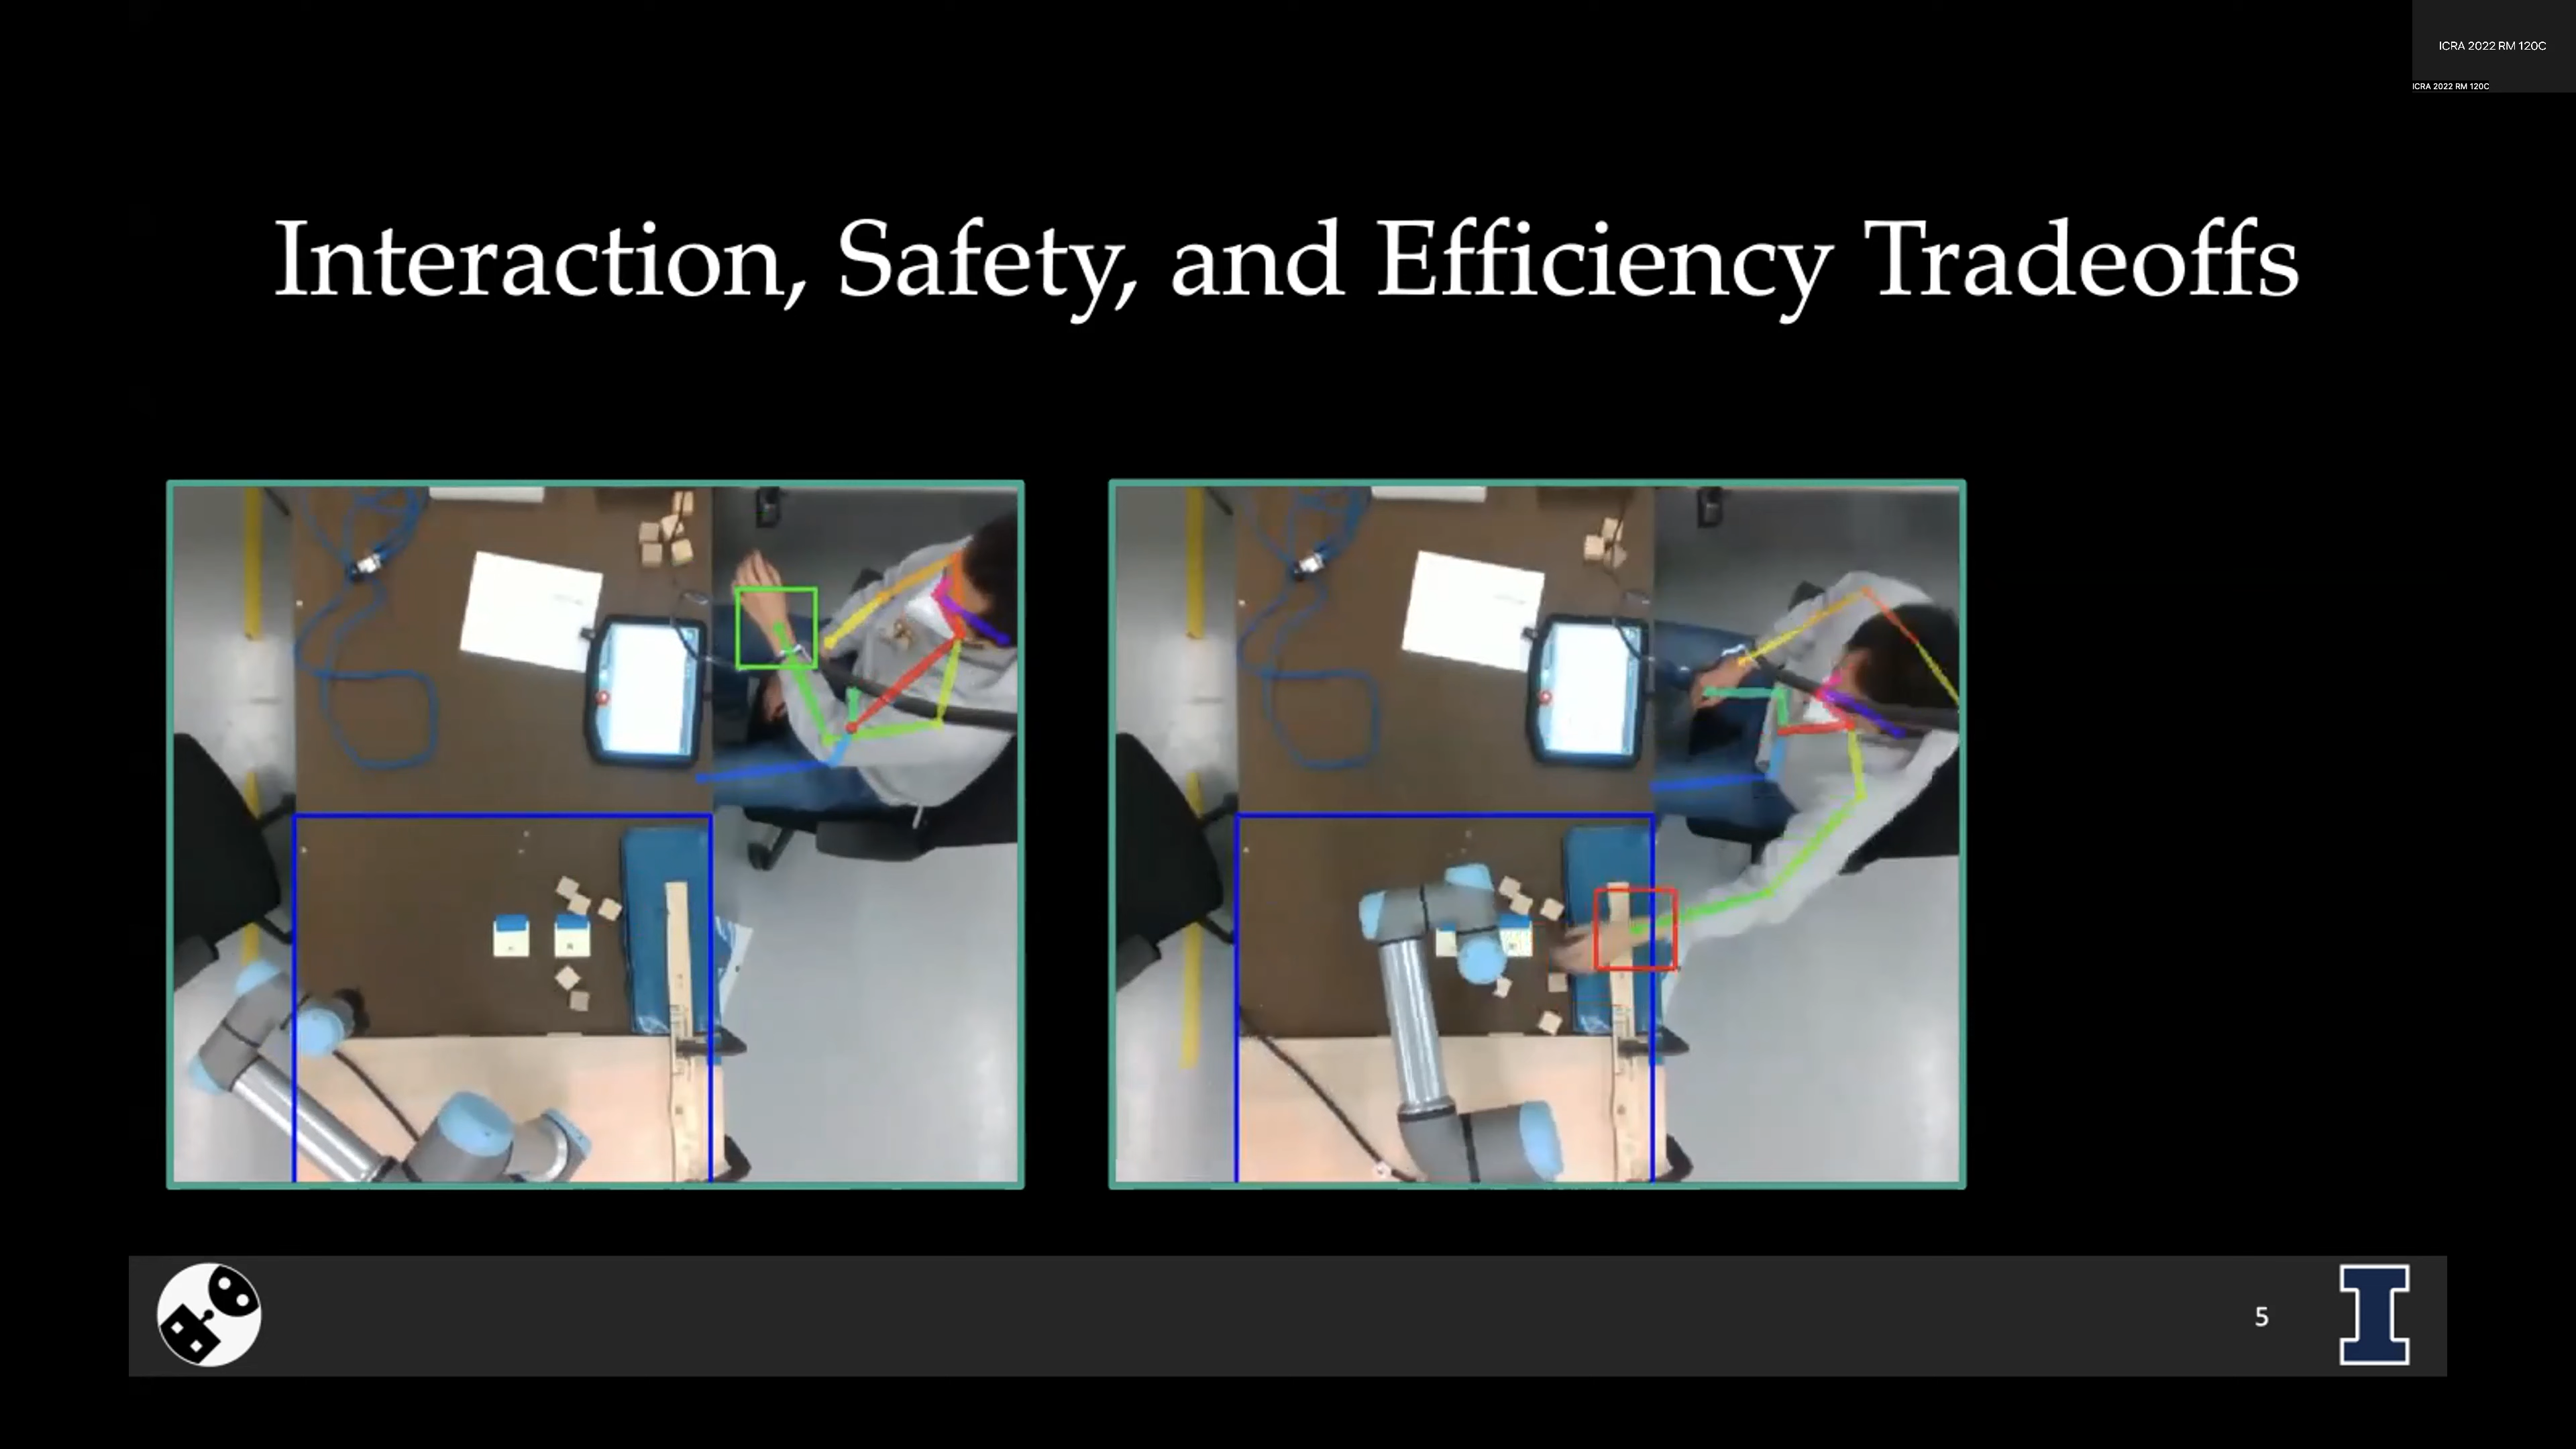 ICRA 2022 RM 120C
ICRA 2022 RM 120C
Interaction, Safety, and Efficiency Tradeoffs
5
I